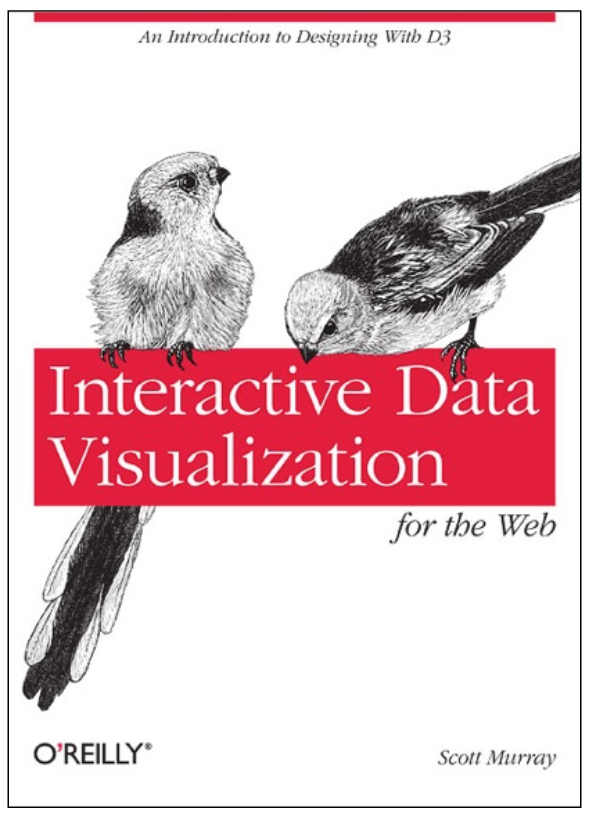 An Introduction to Designing With D3
Interactive Data
Visualization
for the Web
O'REILLY®
Scott Murray